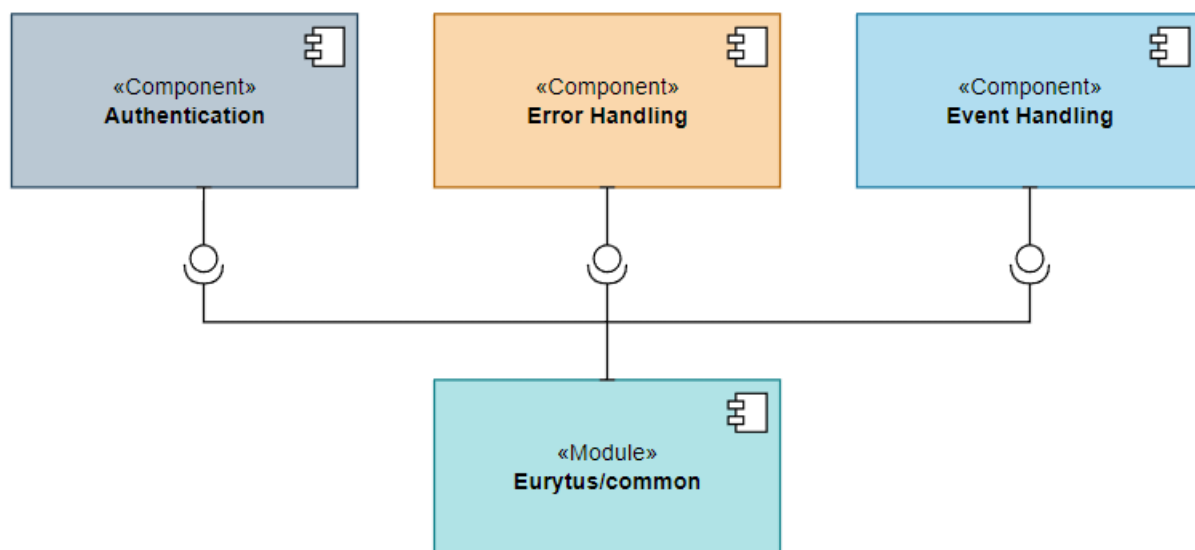 «Component»
Authentication
«Component»
Error Handling
«Component»
Event Handling
«Module»
Eurytus/common